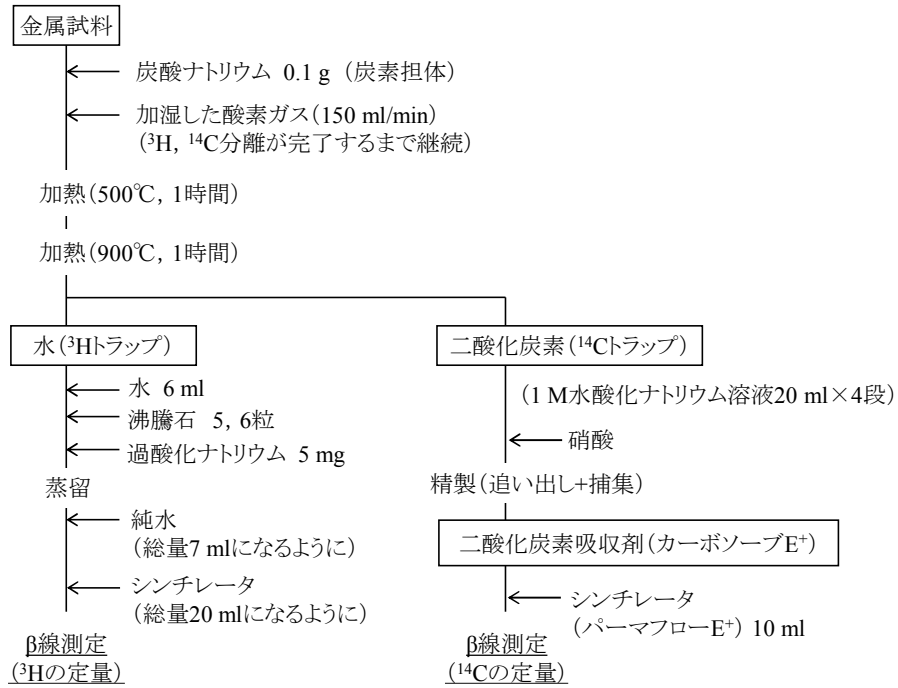 金属試料
炭酸ナトリウム 0.1 g (炭素担体)
加湿した酸素ガス(150 ml/min)
(³H, ¹⁴C分離が完了するまで継続)
加熱(500℃, 1時間)
加熱(900℃, 1時間)
水(³Hトラップ)
水 6 ml
沸騰石 5, 6粒
過酸化ナトリウム 5 mg
蒸留
純水
(総量7 mlになるように)
シンチレータ
(総量20 mlになるように)
β線測定
(³Hの定量)
二酸化炭素(¹⁴Cトラップ)
(1 M水酸化ナトリウム溶液20 ml×4段)
硝酸
精製(追い出し+捕集)
二酸化炭素吸収剤(カーボソーブE⁺)
シンチレータ
(パーマフローE⁺) 10 ml
β線測定
(¹⁴Cの定量)